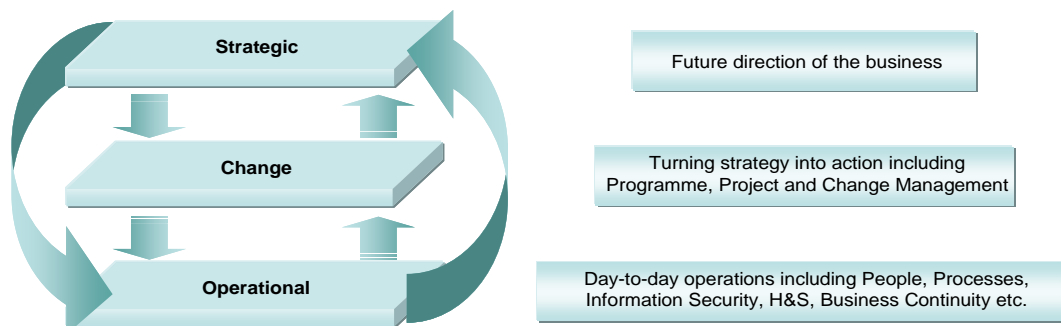 Strategic
Future direction of the business
Change
Turning strategy into action including
Programme, Project and Change Management
Operational
Day-to-day operations including People, Processes,
Information Security, H&S, Business Continuity etc.